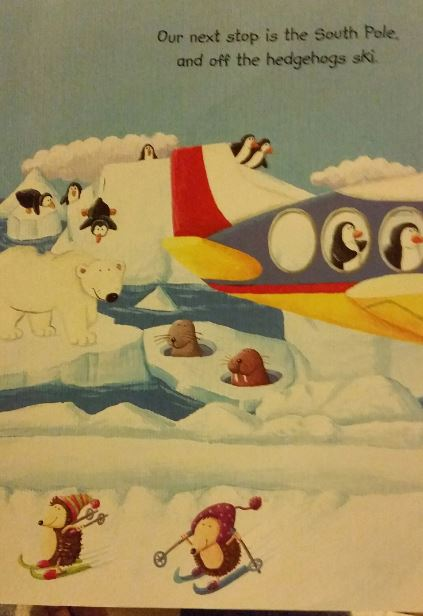 Our next stop is the South Pole,
and off the hedgehogs ski.